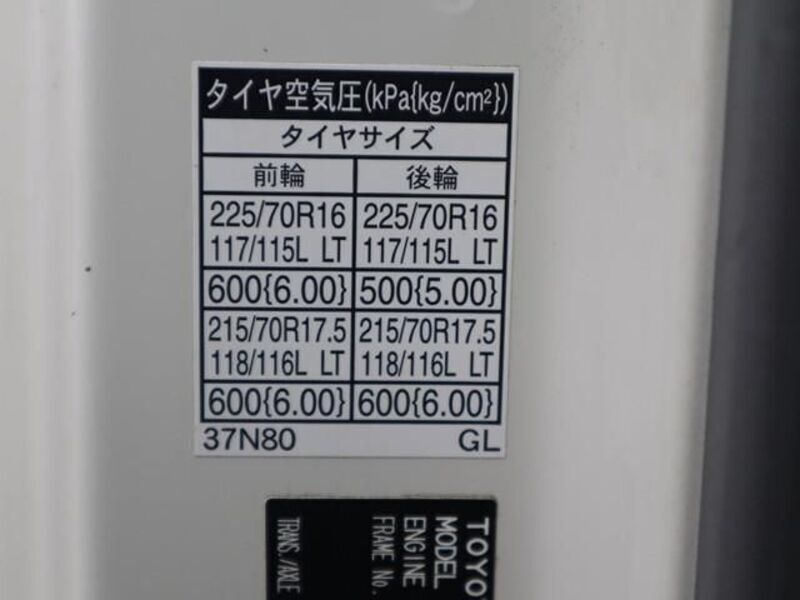 タイヤ空気圧(kPa{kg/cm²})
タイヤサイズ
前輪 後輪
225/70R16 225/70R16
117/115L LT 117/115L LT
600{6.00} 500{5.00}
215/70R17.5 215/70R17.5
118/116L LT 118/116L LT
600{6.00} 600{6.00}
37N80 GL
MODEL
ENGINE
FRAME No.
TRANS./AXLE